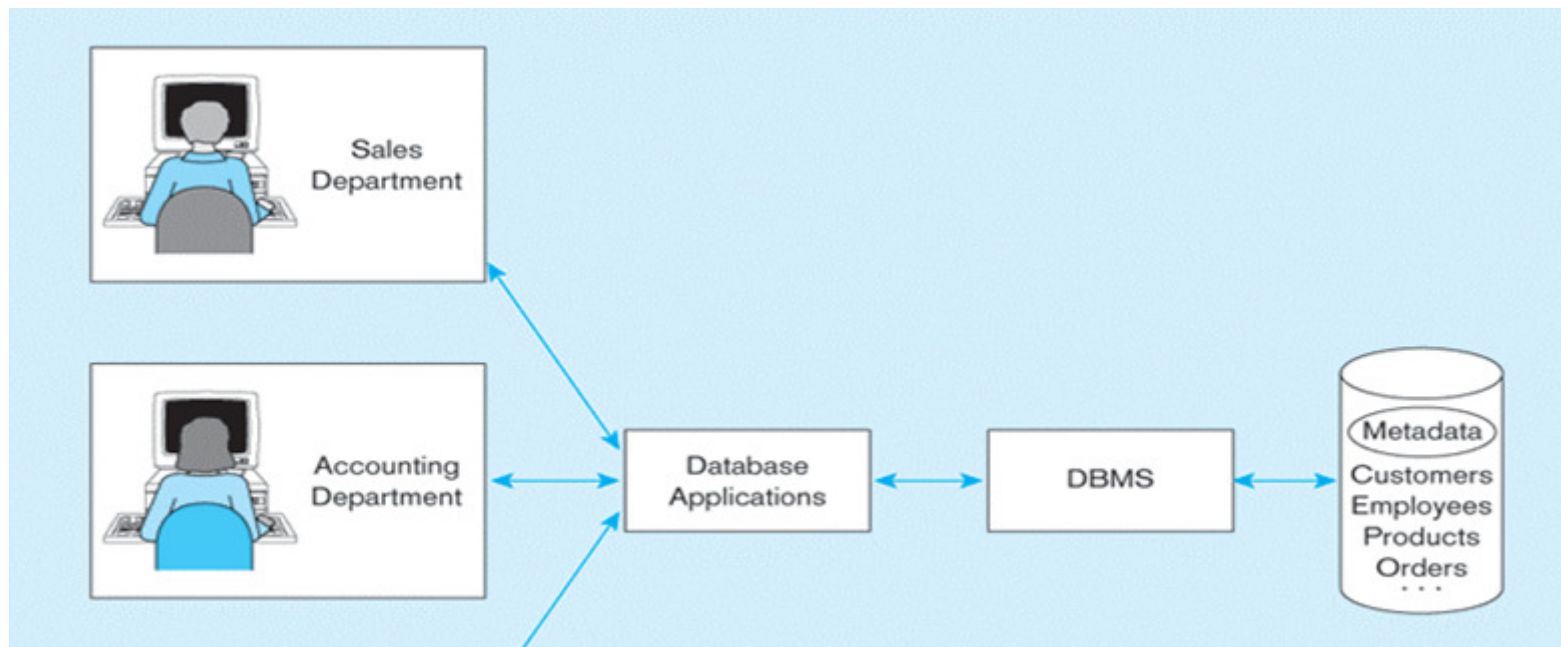 Sales
Department
Accounting
Department
Database
Applications
DBMS
Metadata
Customers
Employees
Products
Orders
. . .